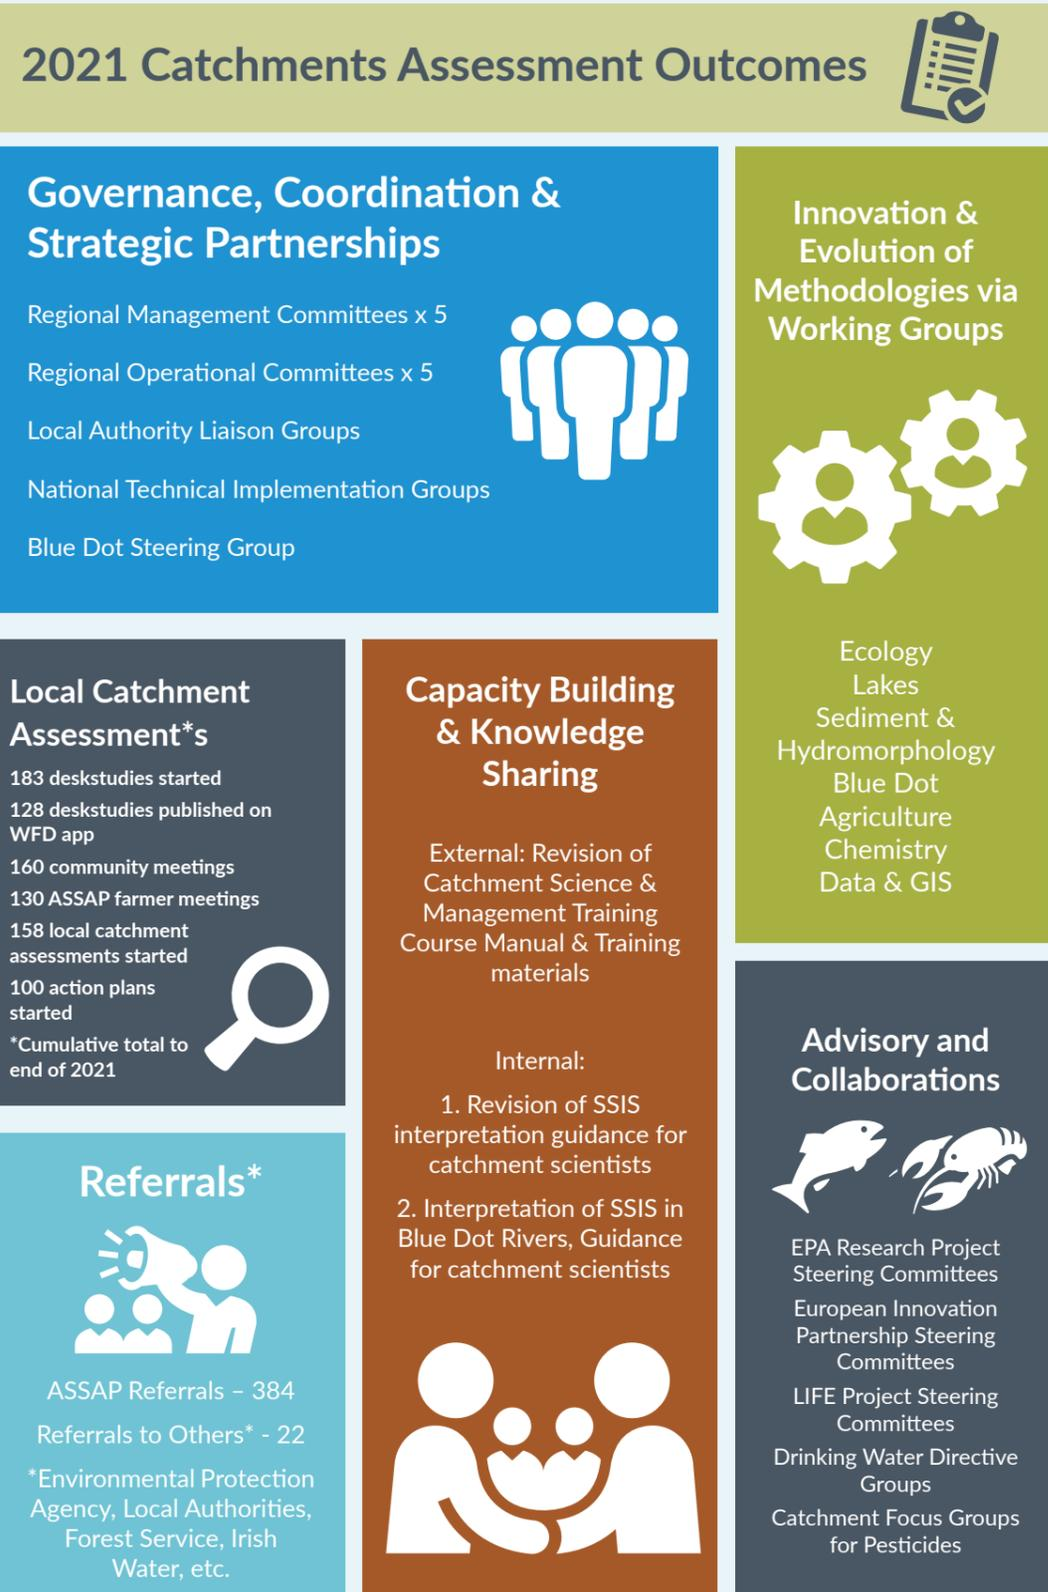 2021 Catchments Assessment Outcomes
Governance, Coordination &
Strategic Partnerships
Regional Management Committees x 5
Regional Operational Committees x 5
Local Authority Liaison Groups
National Technical Implementation Groups
Blue Dot Steering Group
Innovation &
Evolution of
Methodologies via
Working Groups
Ecology
Lakes
Sediment &
Hydromorphology
Blue Dot
Agriculture
Chemistry
Data & GIS
Local Catchment
Assessment*s
183 deskstudies started
128 deskstudies published on
WFD app
160 community meetings
130 ASSAP farmer meetings
158 local catchment
assessments started
100 action plans
started
*Cumulative total to
end of 2021
Capacity Building
& Knowledge
Sharing
External: Revision of
Catchment Science &
Management Training
Course Manual & Training
materials
Internal:
1. Revision of SSIS
interpretation guidance for
catchment scientists
2. Interpretation of SSIS in
Blue Dot Rivers, Guidance
for catchment scientists
Referrals*
ASSAP Referrals – 384
Referrals to Others* - 22
*Environmental Protection
Agency, Local Authorities,
Forest Service, Irish
Water, etc.
Advisory and
Collaborations
EPA Research Project
Steering Committees
European Innovation
Partnership Steering
Committees
LIFE Project Steering
Committees
Drinking Water Directive
Groups
Catchment Focus Groups
for Pesticides